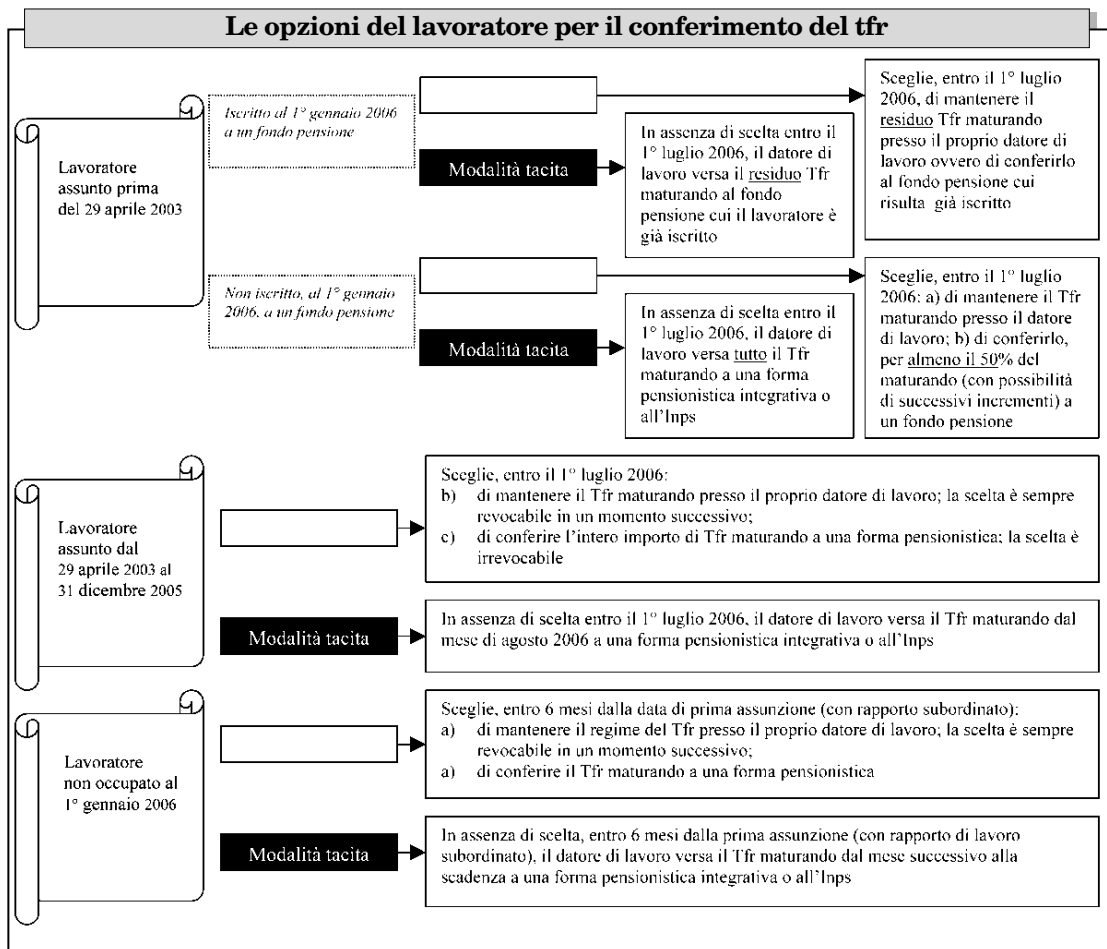 Le opzioni del lavoratore per il conferimento del tfr
Lavoratore
assunto prima
del 29 aprile 2003
Iscritto al 1° gennaio 2006
a un fondo pensione
Sceglie, entro il 1° luglio
2006, di mantenere il
residuo Tfr maturando
presso il proprio datore di
lavoro ovvero di conferirlo
al fondo pensione cui
risulta già iscritto
Modalità tacita
In assenza di scelta entro il
1° luglio 2006, il datore di
lavoro versa il residuo Tfr
maturando al fondo
pensione cui il lavoratore è
già iscritto
Non iscritto, al 1° gennaio
2006, a un fondo pensione
Sceglie, entro il 1° luglio
2006: a) di mantenere il Tfr
maturando presso il datore
di lavoro; b) di conferirlo,
per almeno il 50% del
maturando (con possibilità
di successivi incrementi) a
un fondo pensione
Modalità tacita
In assenza di scelta entro il
1° luglio 2006, il datore di
lavoro versa tutto il Tfr
maturando a una forma
pensionistica integrativa o
all'Inps
Lavoratore
assunto dal
29 aprile 2003 al
31 dicembre 2005
Sceglie, entro il 1° luglio 2006:
b) di mantenere il Tfr maturando presso il proprio datore di lavoro; la scelta è sempre
revocabile in un momento successivo;
c) di conferire l'intero importo di Tfr maturando a una forma pensionistica; la scelta è
irrevocabile
Modalità tacita
In assenza di scelta entro il 1° luglio 2006, il datore di lavoro versa il Tfr maturando dal
mese di agosto 2006 a una forma pensionistica integrativa o all'Inps
Lavoratore
non occupato al
1° gennaio 2006
Sceglie, entro 6 mesi dalla data di prima assunzione (con rapporto subordinato):
a) di mantenere il regime del Tfr presso il proprio datore di lavoro; la scelta è sempre
revocabile in un momento successivo;
a) di conferire il Tfr maturando a una forma pensionistica
Modalità tacita
In assenza di scelta, entro 6 mesi dalla prima assunzione (con rapporto di lavoro
subordinato), il datore di lavoro versa il Tfr maturando dal mese successivo alla
scadenza a una forma pensionistica integrativa o all'Inps